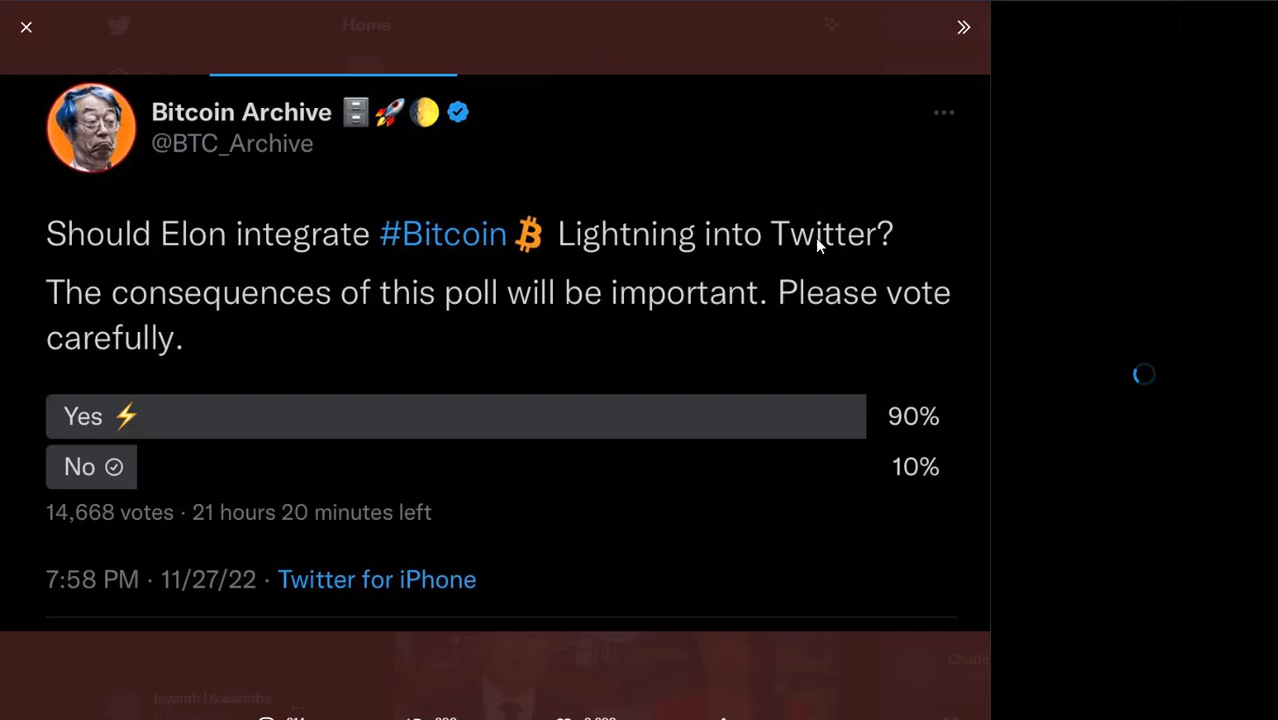 Home
Bitcoin Archive
@BTC_Archive
Should Elon integrate #Bitcoin Lightning into Twitter?
The consequences of this poll will be important. Please vote
carefully.
Yes 90%
No 10%
14,668 votes · 21 hours 20 minutes left
7:58 PM · 11/27/22 · Twitter for iPhone
Charle